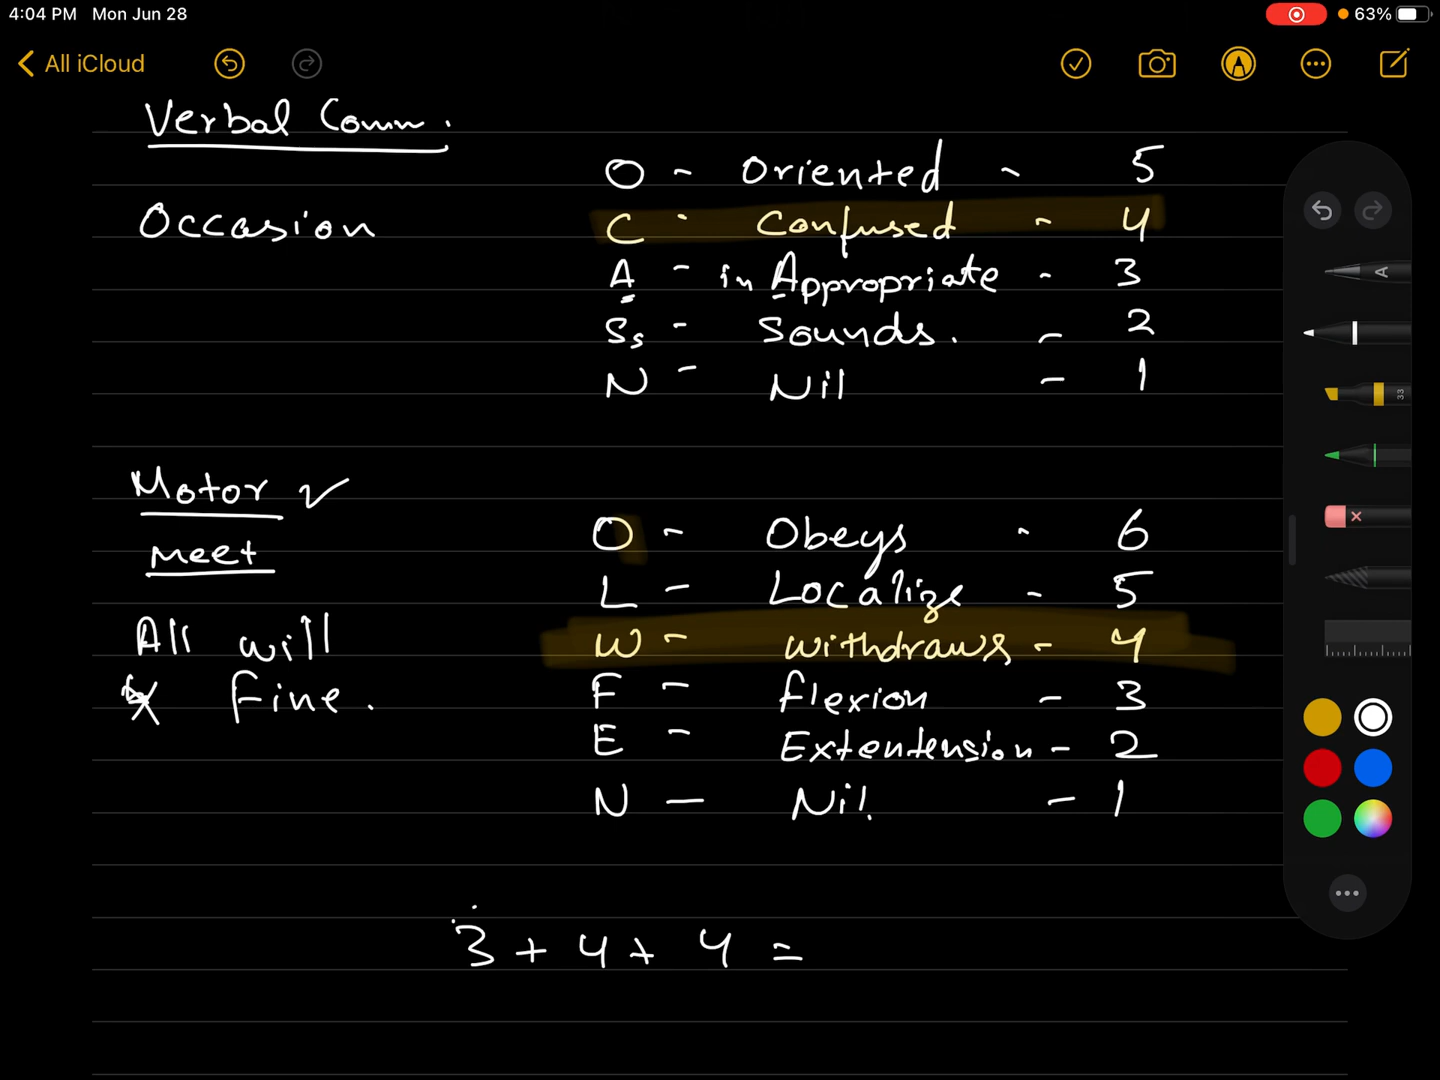 4:04 PM Mon Jun 28
63%
All iCloud
Verbal Comm.
O - Oriented - 5
Occasion
C - Confused - 4
A - in Appropriate - 3
Ss - Sounds. - 2
N - Nil - 1
Motor ✓
O - Obeys - 6
Meet
L - Localize - 5
All will
W - withdraws - 4
fine.
F - flexion - 3
E - Extentension - 2
N - Nil. - 1
3 + 4 + 4 =
A
33